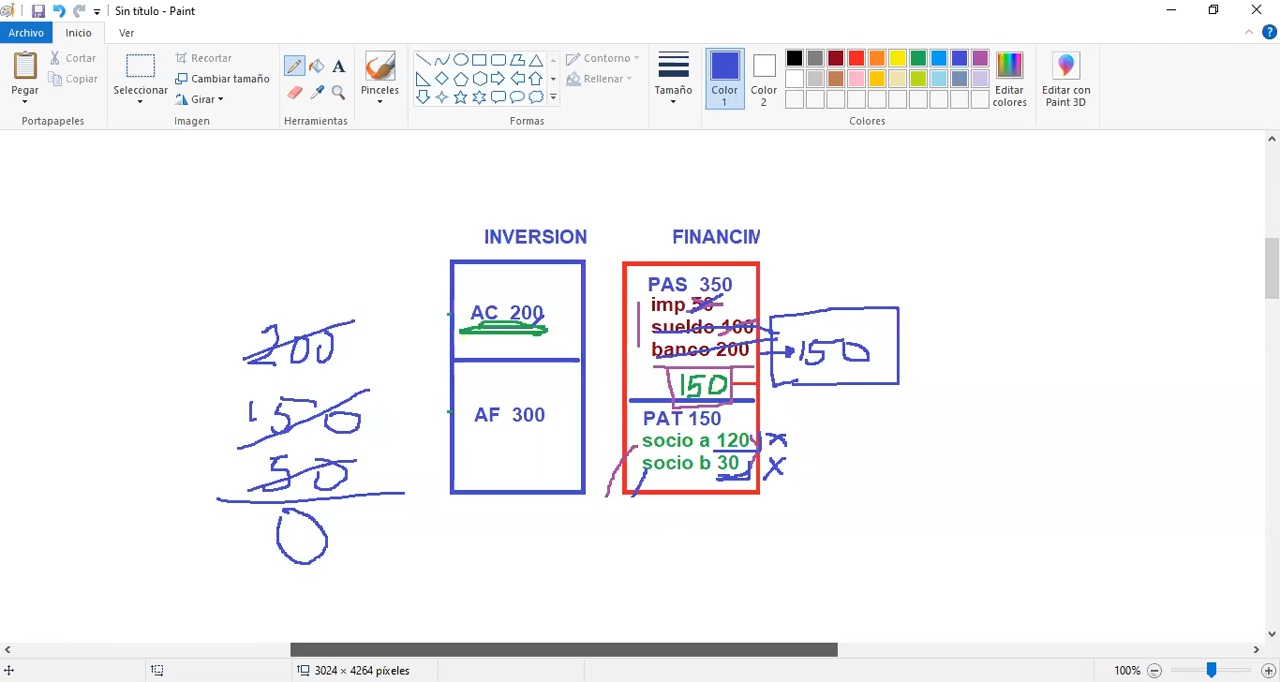 Sin título - Paint
Archivo
Inicio
Ver
Pegar
Cortar
Copiar
Portapapeles
Seleccionar
Recortar
Cambiar tamaño
Girar
Imagen
A
Herramientas
Pinceles
Contorno
Rellenar
Formas
Tamaño
Color
1
Color
2
Editar
colores
Colores
Editar con
Paint 3D
INVERSION
FINANCIM
AC 200
AF 300
PAS 350
imp 50
sueldo 100
banco 200
150
150
PAT 150
socio a 120 x
socio b 30 x
200
150
50
0
3024 × 4264 píxeles
100%